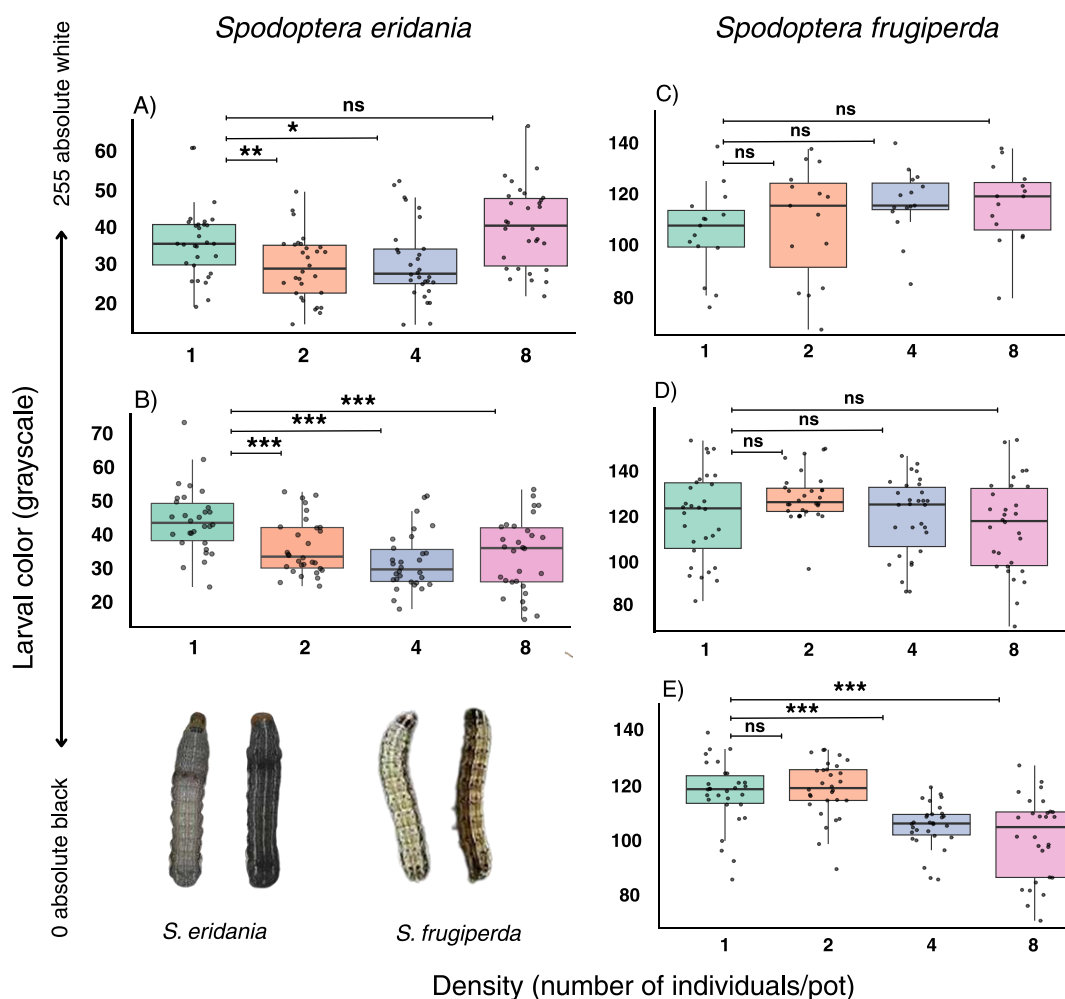 Spodoptera eridania
Spodoptera frugiperda
255 absolute white
Larval color (grayscale)
0 absolute black
A)
ns
*
**
60
50
40
30
20
1 2 4 8
B)
***
***
***
70
60
50
40
30
20
1 2 4 8
C)
ns
ns
ns
140
120
100
80
1 2 4 8
D)
ns
ns
ns
140
120
100
80
1 2 4 8
E)
***
***
ns
140
120
100
80
1 2 4 8
S. eridania
S. frugiperda
Density (number of individuals/pot)